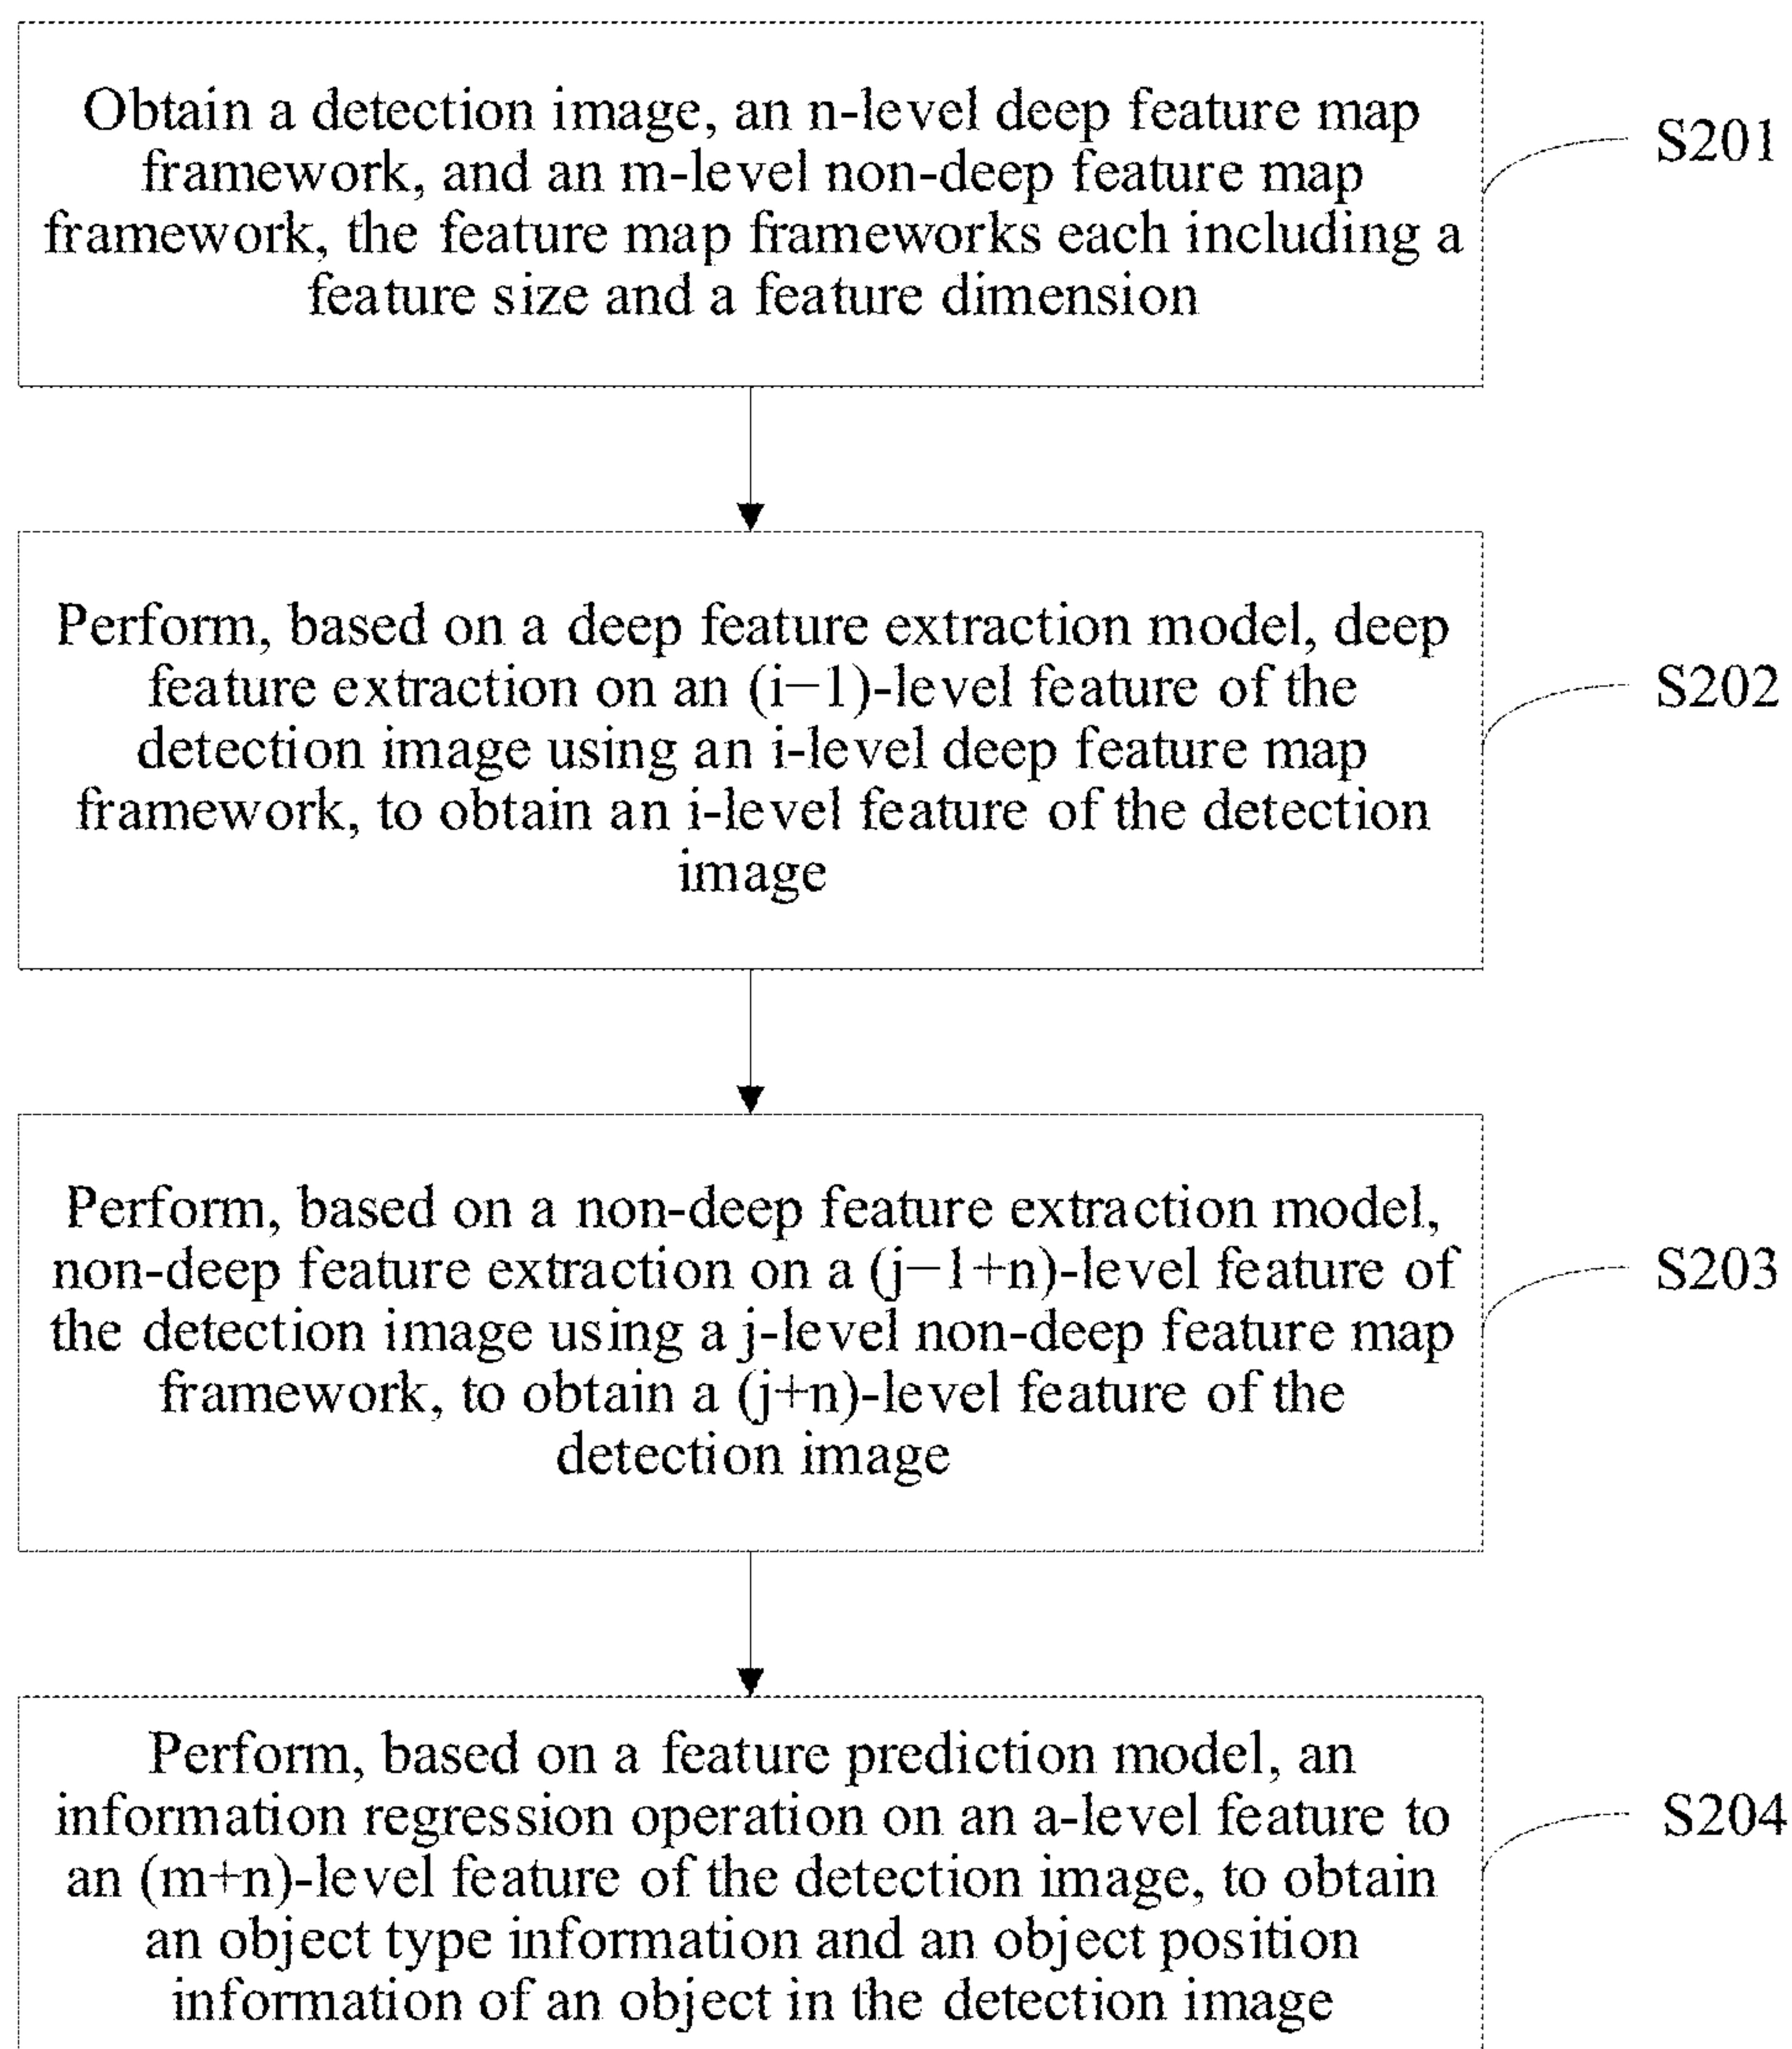 Obtain a detection image, an n-level deep feature map
framework, and an m-level non-deep feature map
framework, the feature map frameworks each including a
feature size and a feature dimension
S201
Perform, based on a deep feature extraction model, deep
feature extraction on an (i−1)-level feature of the
detection image using an i-level deep feature map
framework, to obtain an i-level feature of the detection
image
S202
Perform, based on a non-deep feature extraction model,
non-deep feature extraction on a (j−1+n)-level feature of
the detection image using a j-level non-deep feature map
framework, to obtain a (j+n)-level feature of the
detection image
S203
Perform, based on a feature prediction model, an
information regression operation on an a-level feature to
an (m+n)-level feature of the detection image, to obtain
an object type information and an object position
information of an object in the detection image
S204